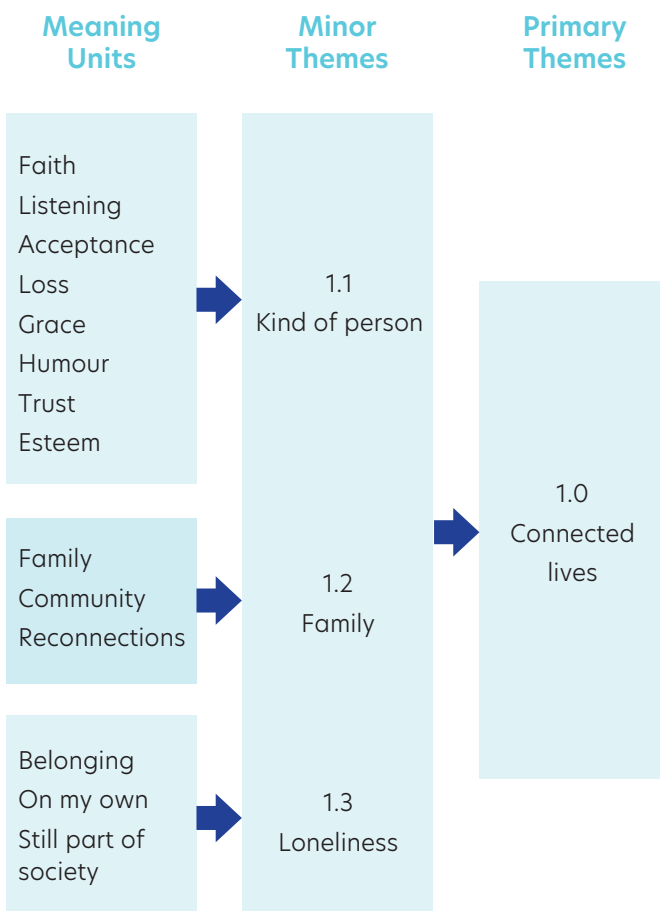 Meaning
Units
Minor
Themes
Primary
Themes
Faith
Listening
Acceptance
Loss
Grace
Humour
Trust
Esteem
1.1
Kind of person
Family
Community
Reconnections
1.2
Family
Belonging
On my own
Still part of
society
1.3
Loneliness
1.0
Connected
lives